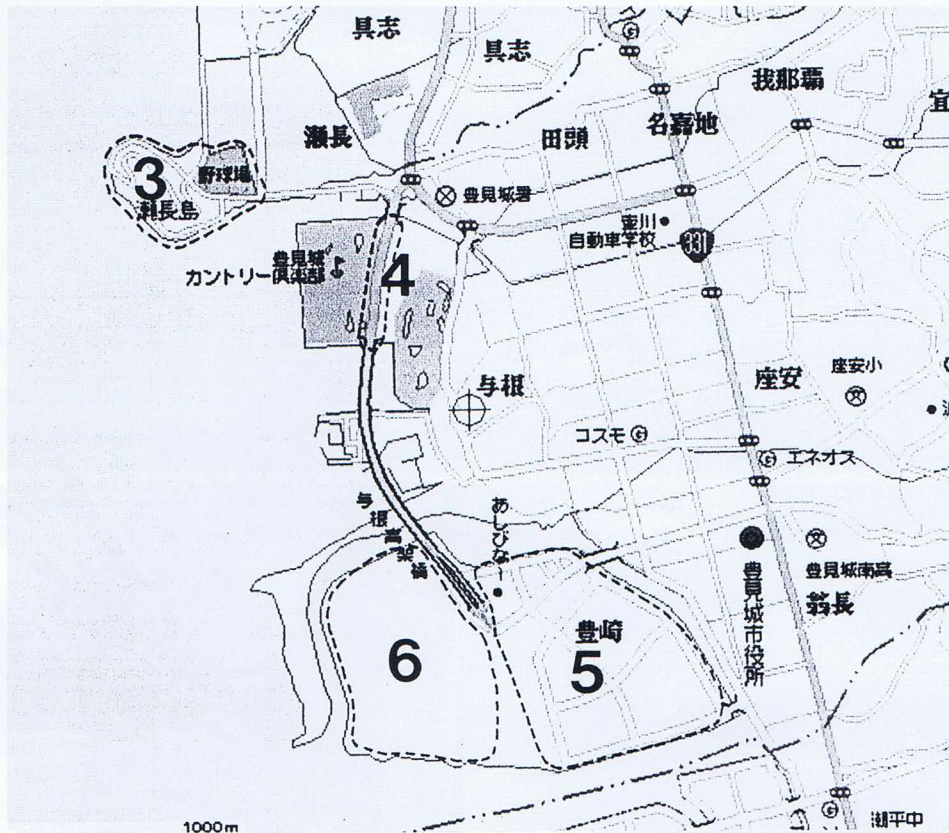 具志
具志
我那覇
宜
瀬長
田頭
名嘉地
3
野球場
瀬長島
豊見城署
自動車学校
331
豊見城
カントリー倶楽部
4
与根
座安
座安小
コスモ
エネオス
与根高架橋
あしびなー
豊見城南高
翁長
豊見城市役所
豊崎
5
6
1000m
潮平中